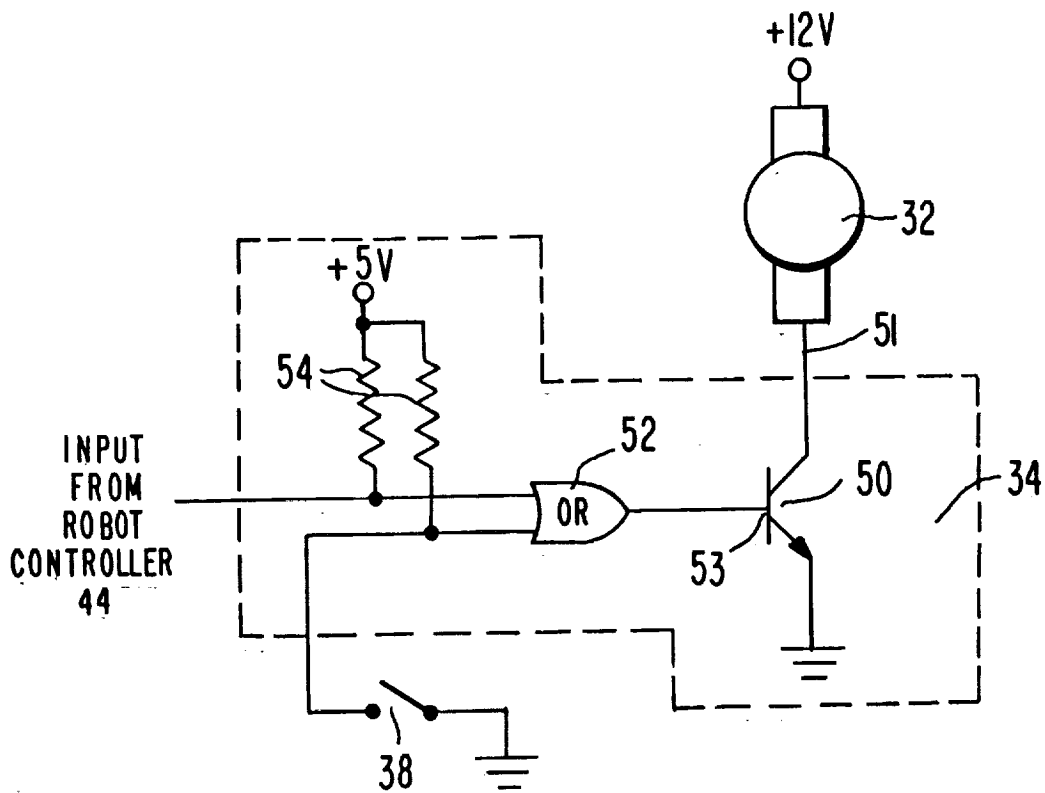 +12V
32
+5V
51
54
52
INPUT
FROM
ROBOT
CONTROLLER
44
OR
50
34
53
38